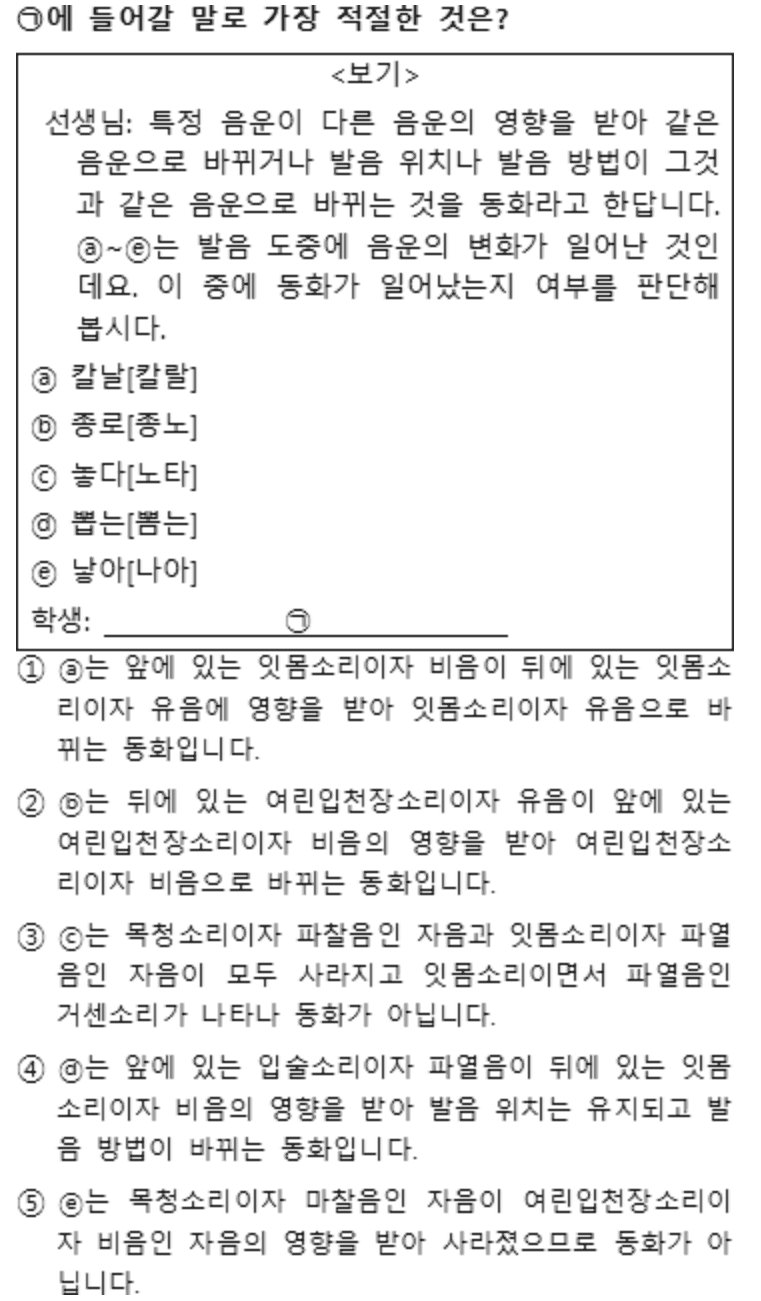 ㉠에 들어갈 말로 가장 적절한 것은?
<보기>
선생님: 특정 음운이 다른 음운의 영향을 받아 같은
음운으로 바뀌거나 발음 위치나 발음 방법이 그것
과 같은 음운으로 바뀌는 것을 동화라고 한답니다.
ⓐ~ⓔ는 발음 도중에 음운의 변화가 일어난 것인
데요. 이 중에 동화가 일어났는지 여부를 판단해
봅시다.
ⓐ 칼날[칼랄]
ⓑ 종로[종노]
ⓒ 놓다[노타]
ⓓ 뽑는[뽐는]
ⓔ 낳아[나아]
학생: ㉠
① ⓐ는 앞에 있는 잇몸소리이자 비음이 뒤에 있는 잇몸소
리이자 유음에 영향을 받아 잇몸소리이자 유음으로 바
뀌는 동화입니다.
② ⓑ는 뒤에 있는 여린입천장소리이자 유음이 앞에 있는
여린입천장소리이자 비음의 영향을 받아 여린입천장소
리이자 비음으로 바뀌는 동화입니다.
③ ⓒ는 목청소리이자 파찰음인 자음과 잇몸소리이자 파열
음인 자음이 모두 사라지고 잇몸소리이면서 파열음인
거센소리가 나타나 동화가 아닙니다.
④ ⓓ는 앞에 있는 입술소리이자 파열음이 뒤에 있는 잇몸
소리이자 비음의 영향을 받아 발음 위치는 유지되고 발
음 방법이 바뀌는 동화입니다.
⑤ ⓔ는 목청소리이자 마찰음인 자음이 여린입천장소리이
자 비음인 자음의 영향을 받아 사라졌으므로 동화가 아
닙니다.